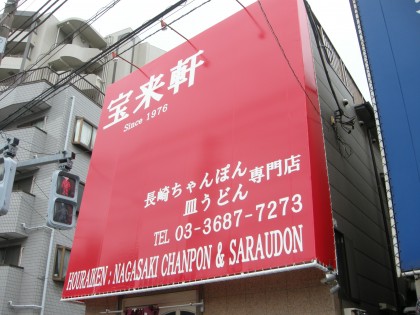 宝来軒
Since 1976
長崎ちゃんぽん
皿うどん
専門店
TEL 03-3687-7273
HOURAIKEN : NAGASAKI CHANPON & SARAUDON